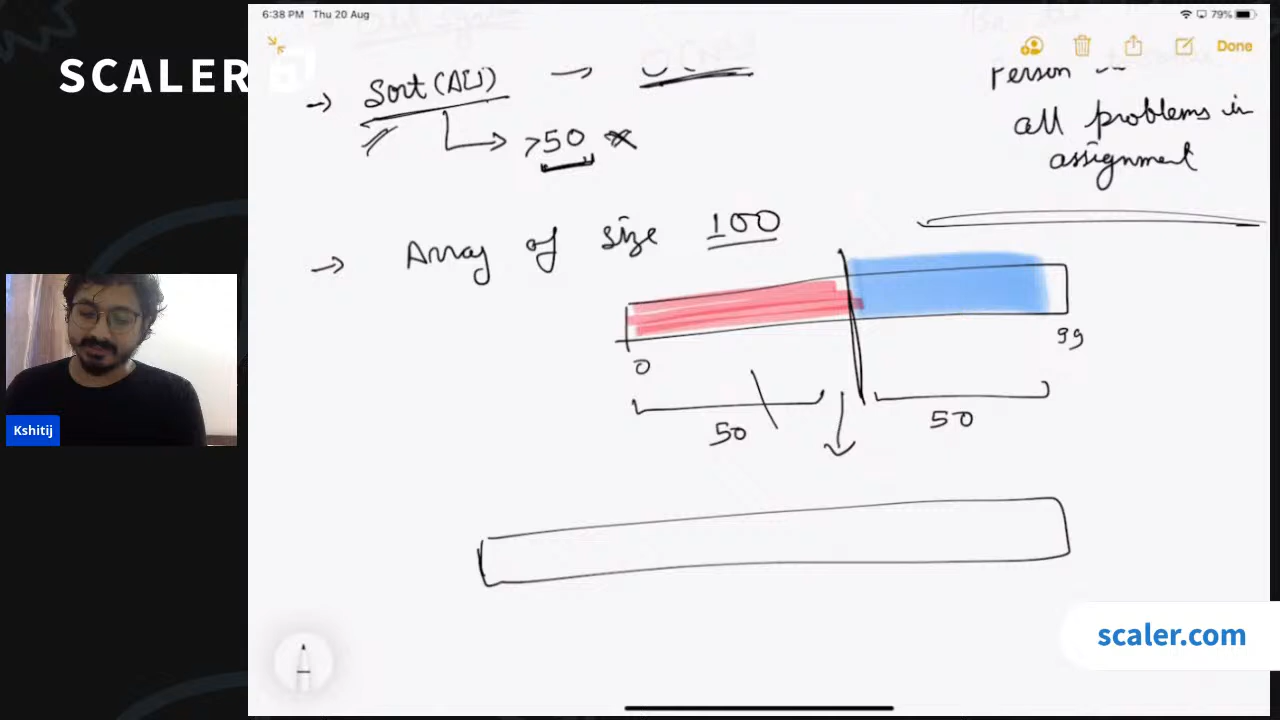 6:38 PM Thu 20 Aug
79%
SCALER
Done
→ Sort(A[])
→ >50
Person
all problems in
assignment
→ Array of size 100
0
99
50
50
Kshitij
scaler.com